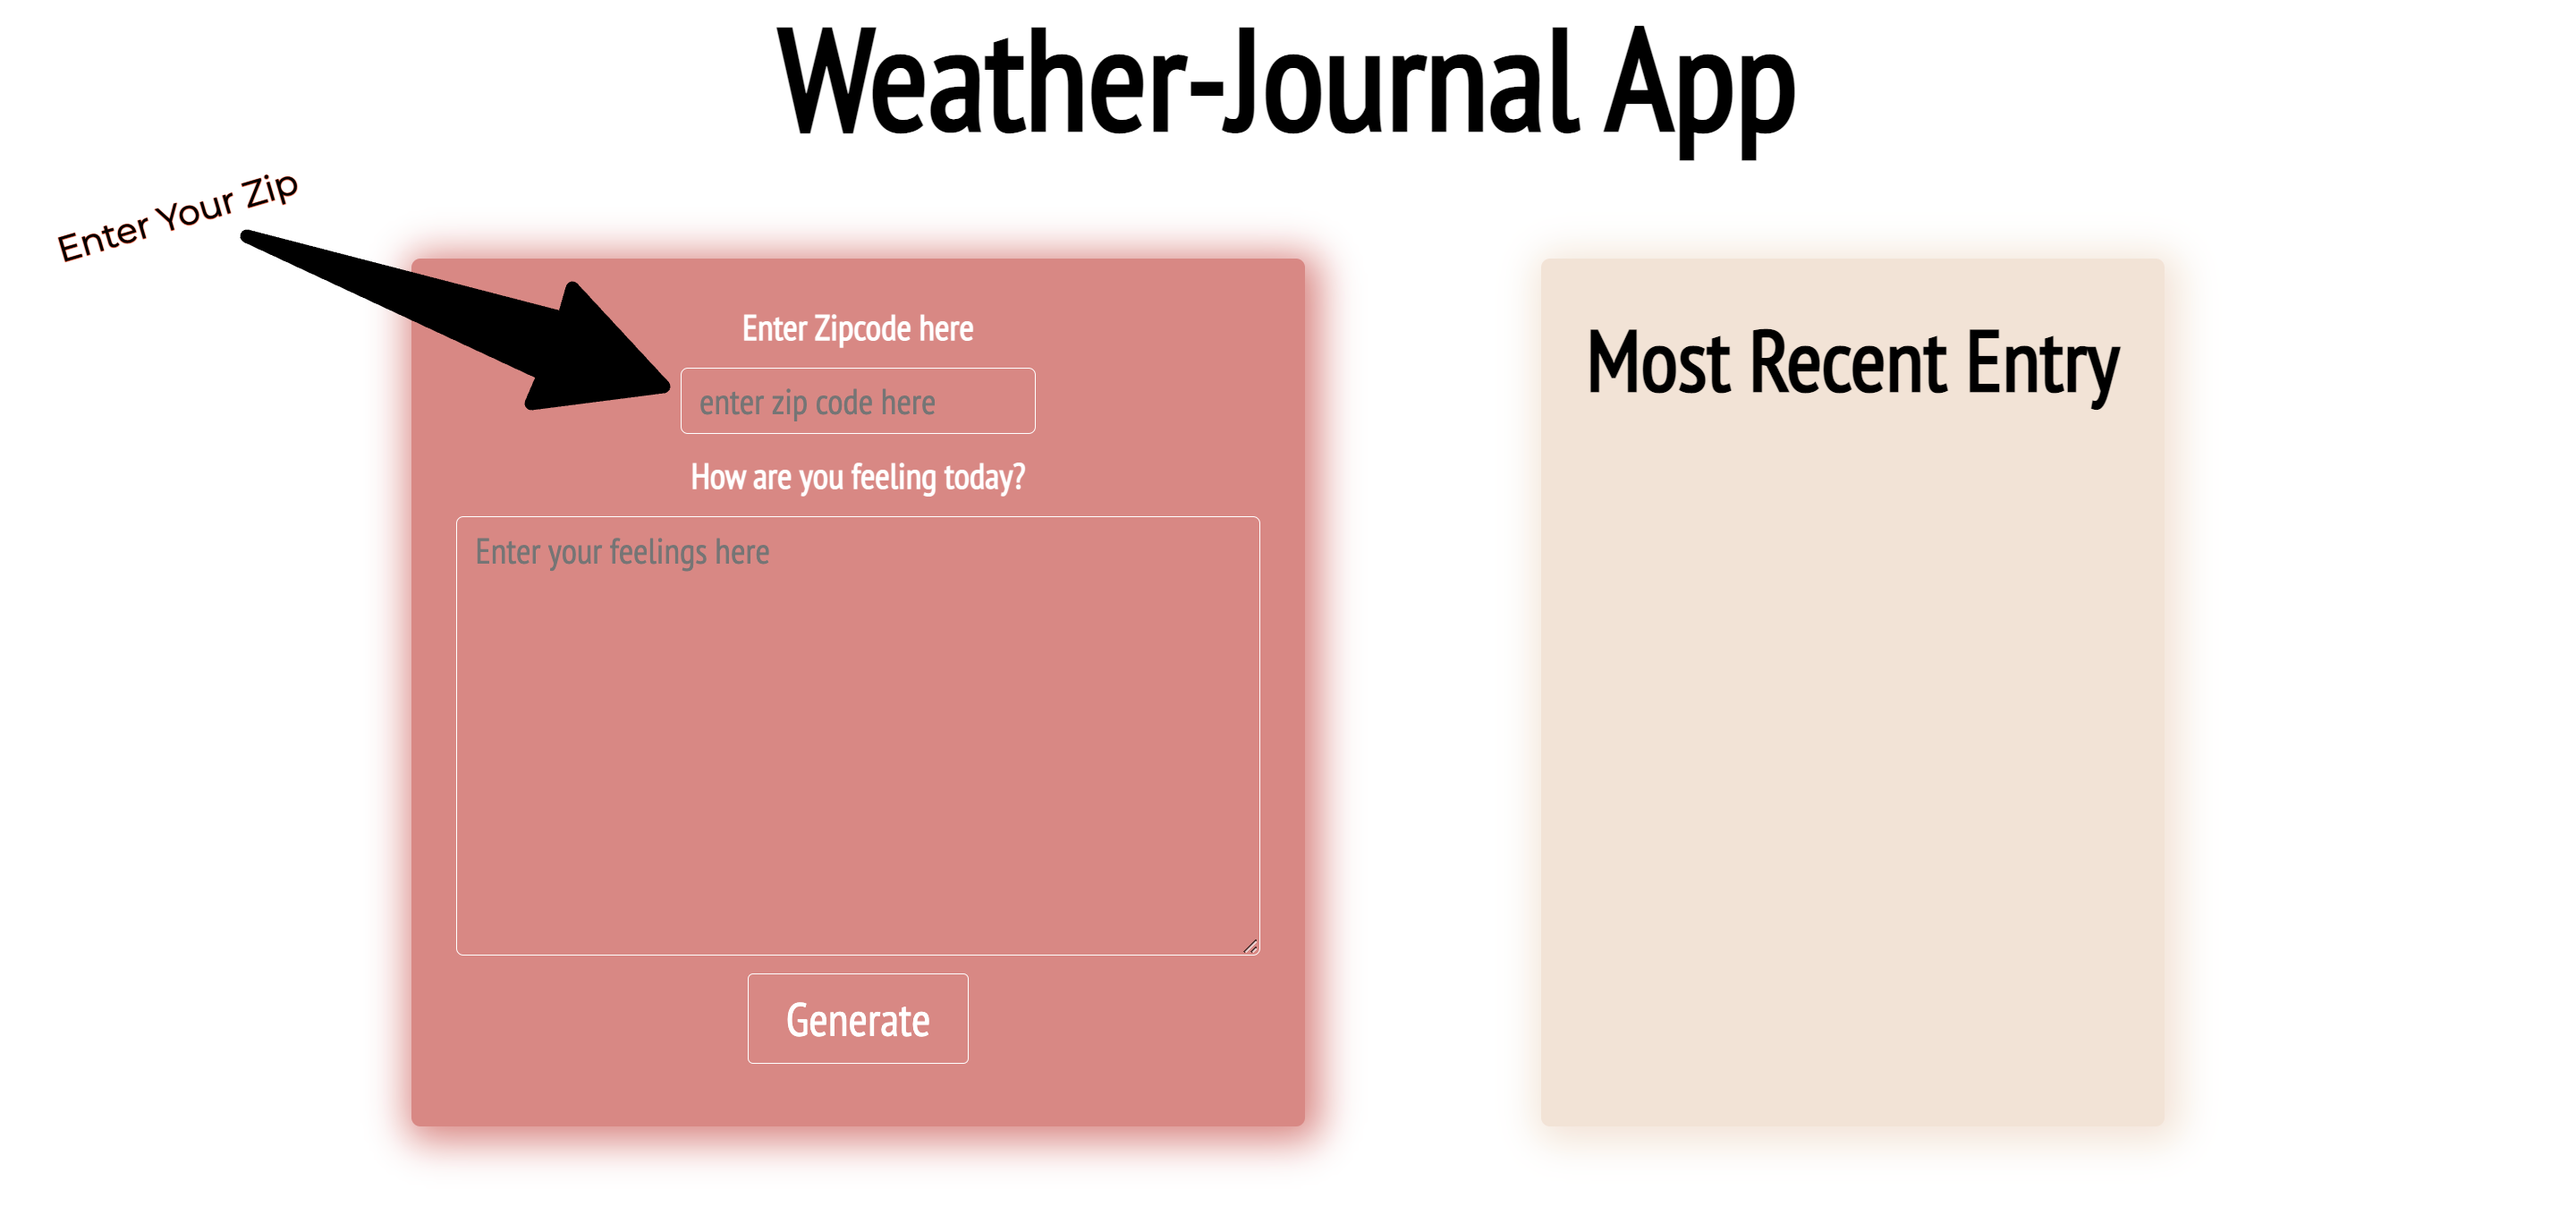 Weather-Journal App
Enter Your Zip
Enter Zipcode here
enter zip code here
How are you feeling today?
Enter your feelings here
Generate
Most Recent Entry